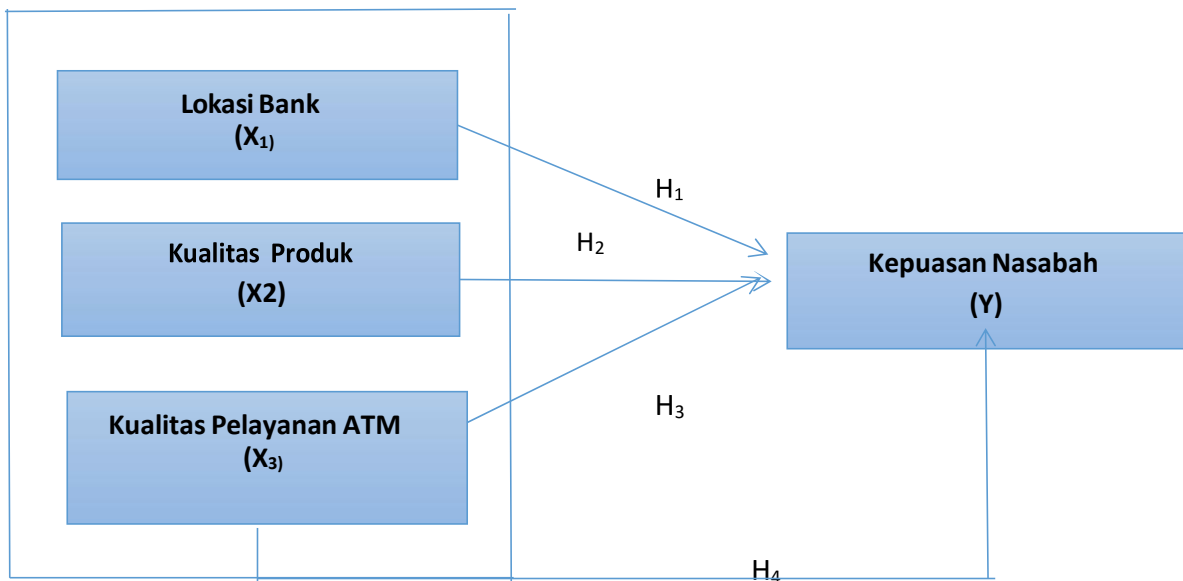 Lokasi Bank
(X₁₎
H₁
Kualitas Produk
(X2)
H₂
Kepuasan Nasabah
(Y)
Kualitas Pelayanan ATM
(X₃₎
H₃
H₄